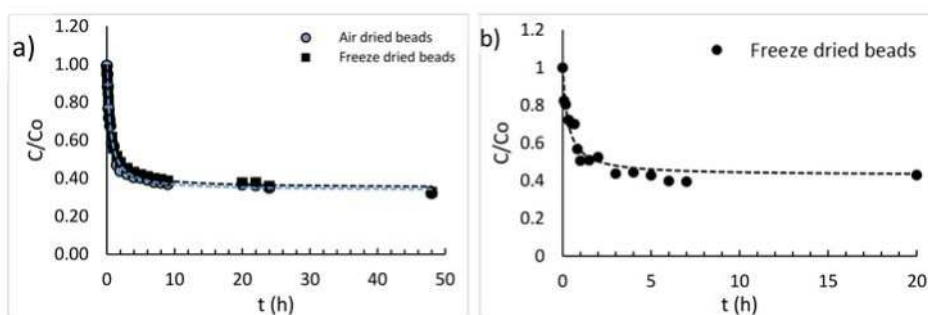 a)
1.20
1.00
0.80
0.60
0.40
0.20
0.00
C/Co
0 10 20 30 40 50
t (h)
Air dried beads
Freeze dried beads
b)
1.2
1
0.8
0.6
0.4
0.2
0
C/Co
0 5 10 15 20
t (h)
Freeze dried beads